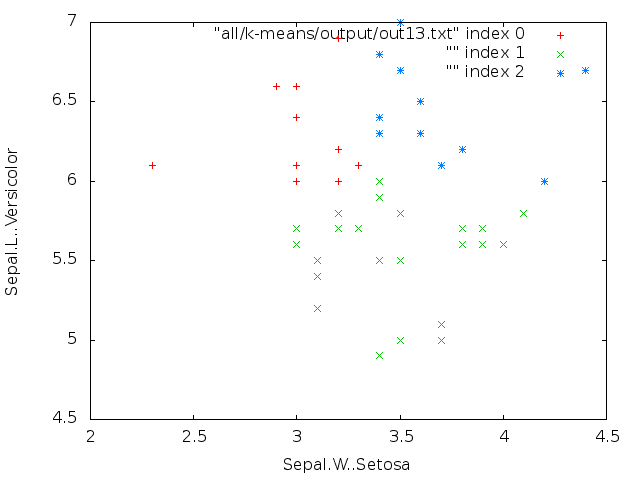 7
"all/k-means/output/out13.txt" index 0
"" index 1
"" index 2
6.5
6
5.5
5
4.5
Sepal.L..Versicolor
2 2.5 3 3.5 4 4.5
Sepal.W..Setosa